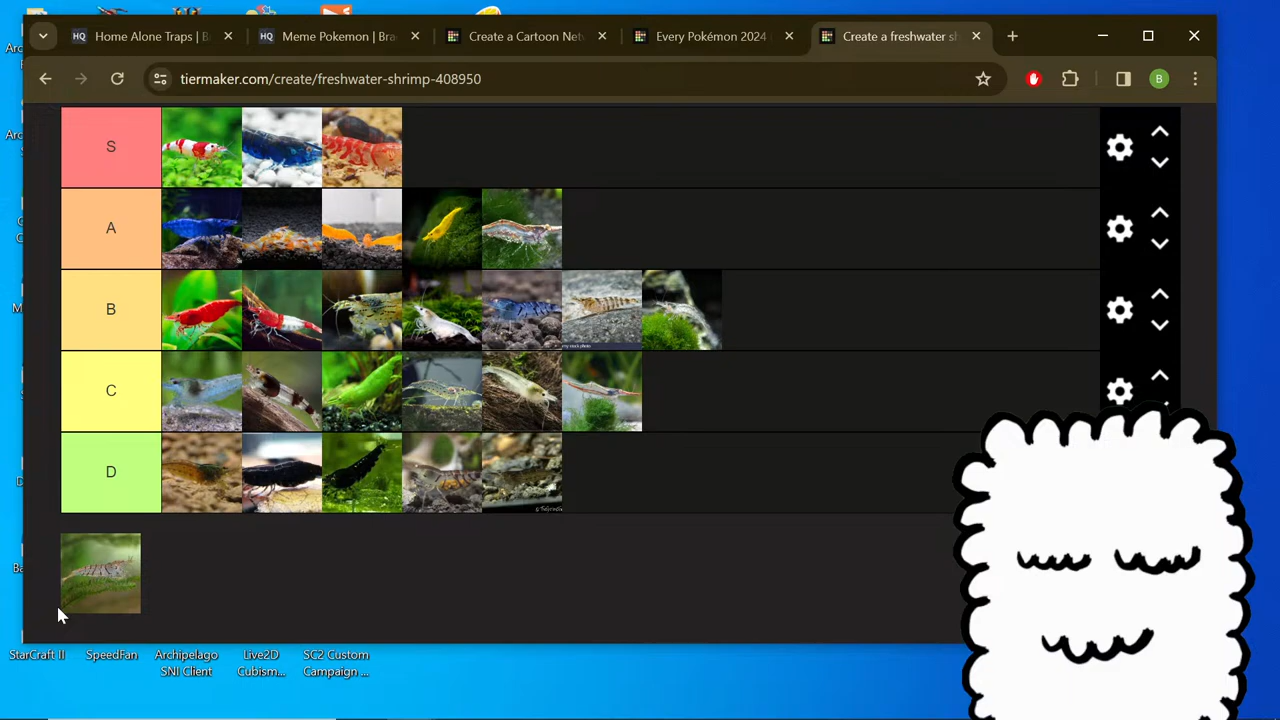 Home Alone Traps | B
Meme Pokemon | Bra
Create a Cartoon Net
Every Pokémon 2024
Create a freshwater sh
tiermaker.com/create/freshwater-shrimp-408950
B
S
A
B
C
D
StarCraft II
SpeedFan
Archipelago
SNI Client
Live2D
Cubism...
SC2 Custom
Campaign ...